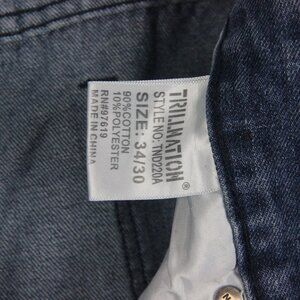 TRILLNATION®
STYLE NO. TND220A
SIZE: 34/30
90%COTTON
10%POLYESTER
RN#97619
MADE IN CHINA